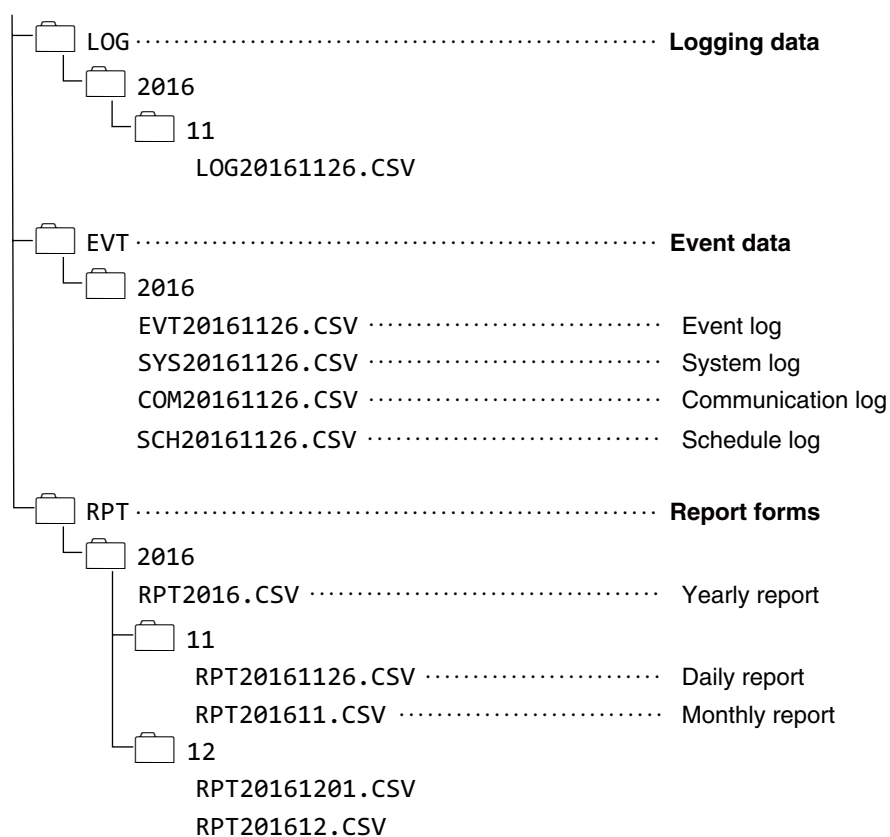 LOG Logging data
2016
11
LOG20161126.CSV
EVT Event data
2016
EVT20161126.CSV Event log
SYS20161126.CSV System log
COM20161126.CSV Communication log
SCH20161126.CSV Schedule log
RPT Report forms
2016
RPT2016.CSV Yearly report
11
RPT20161126.CSV Daily report
RPT201611.CSV Monthly report
12
RPT20161201.CSV
RPT201612.CSV